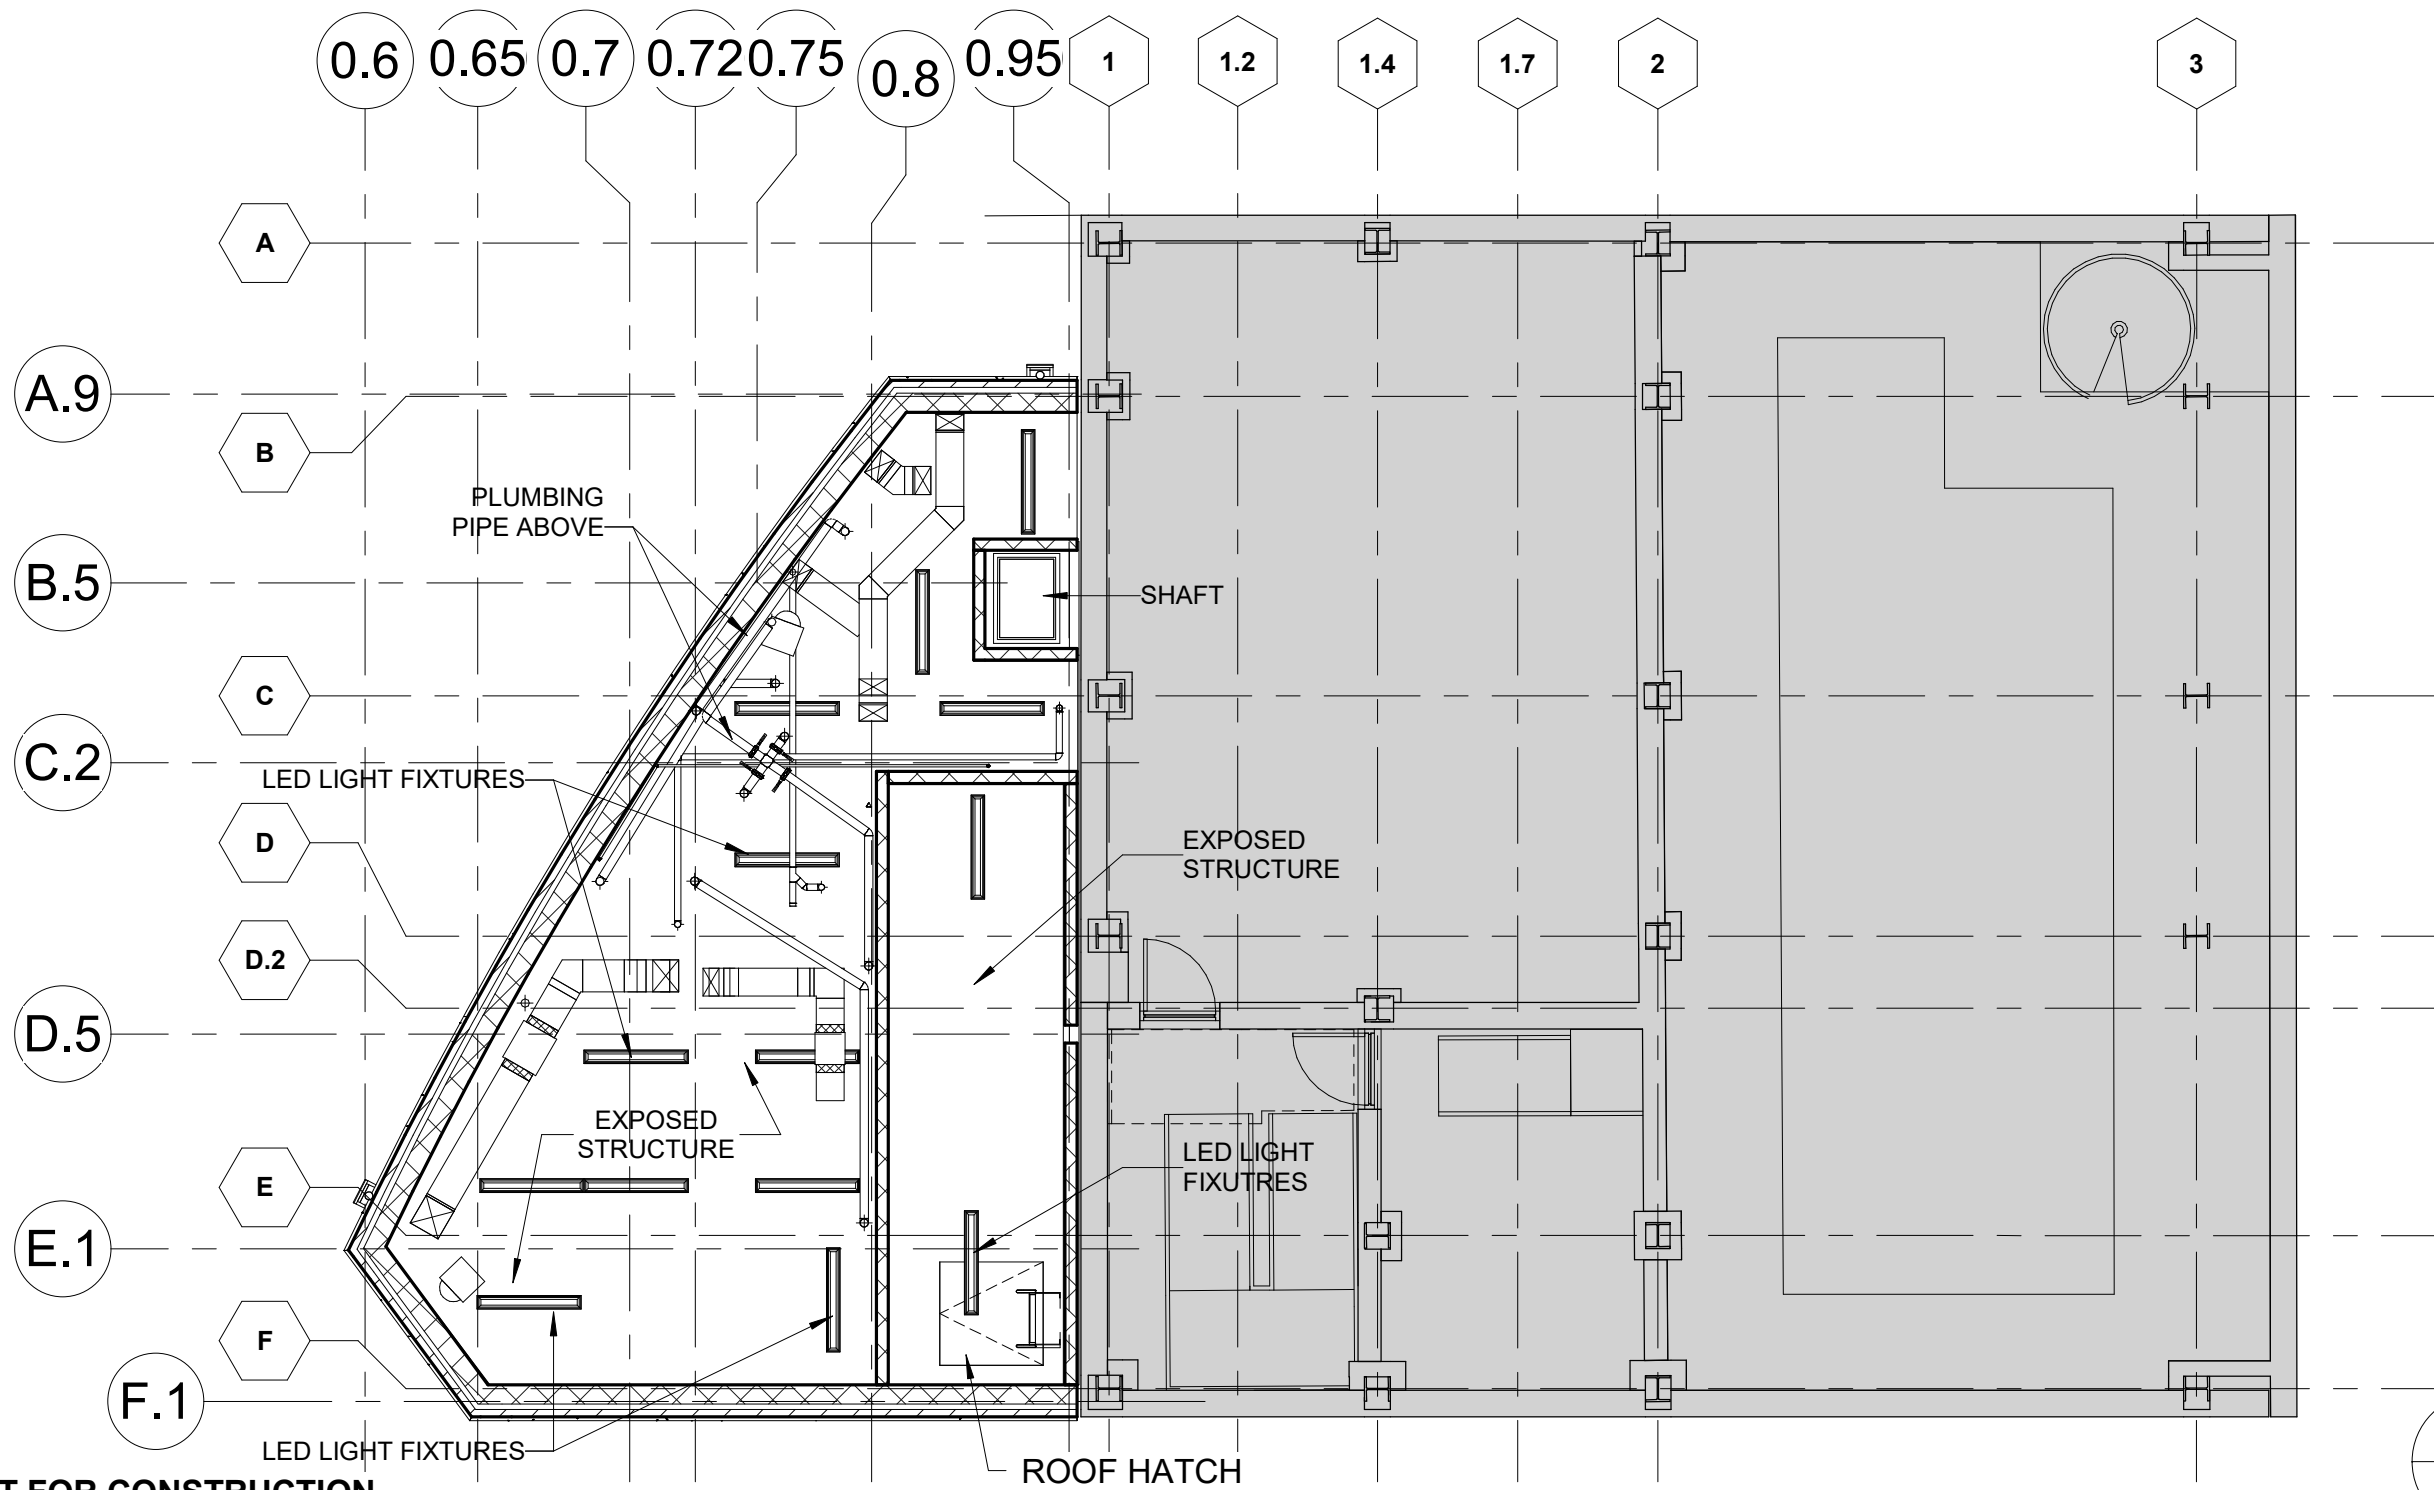 0.6
0.65
0.7
0.72
0.75
0.8
0.95
1
1.2
1.4
1.7
2
3
A
A.9
B
PLUMBING
PIPE ABOVE
B.5
SHAFT
C
C.2
LED LIGHT FIXTURES
D
EXPOSED
STRUCTURE
D.2
D.5
EXPOSED
STRUCTURE
LED LIGHT
FIXUTRES
E
E.1
F
F.1
LED LIGHT FIXTURES
ROOF HATCH
T FOR CONSTRUCTION